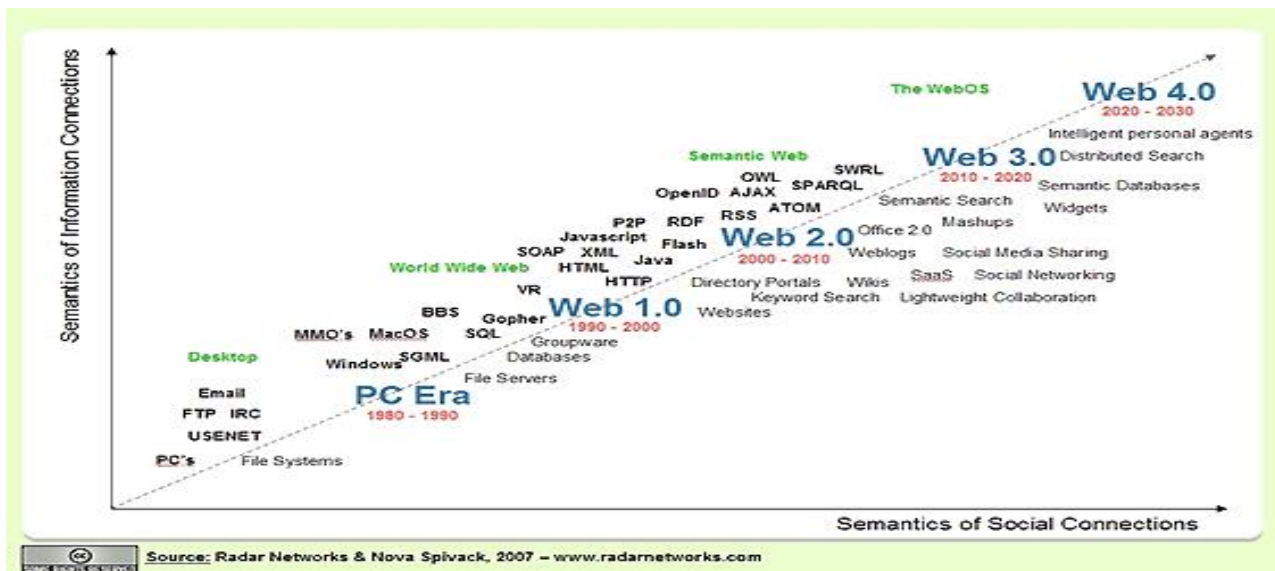 Semantics of Information Connections
The WebOS
Web 4.0
2020 - 2030
Intelligent personal agents
Semantic Web
Web 3.0
Distributed Search
2010 - 2020
SWRL
OWL
SPARQL
OpenID AJAX
Semantic Databases
Semantic Search
Widgets
ATOM
P2P RDF RSS
Mashups
Office 2.0
Javascript
Flash
Web 2.0
2000 - 2010
SOAP XML
Java
Weblogs
Social Media Sharing
World Wide Web
HTML
HTTP
Directory Portals
Wikis
SaaS
Social Networking
VR
Keyword Search
Lightweight Collaboration
Web 1.0
1990 - 2000
Websites
BBS
Gopher
MMO's
MacOS
SQL
Groupware
Desktop
Windows
SGML
Databases
File Servers
PC Era
1980 - 1990
Email
FTP IRC
USENET
PC's
File Systems
Semantics of Social Connections
cc
Source: Radar Networks & Nova Spivack, 2007 – www.radarnetworks.com